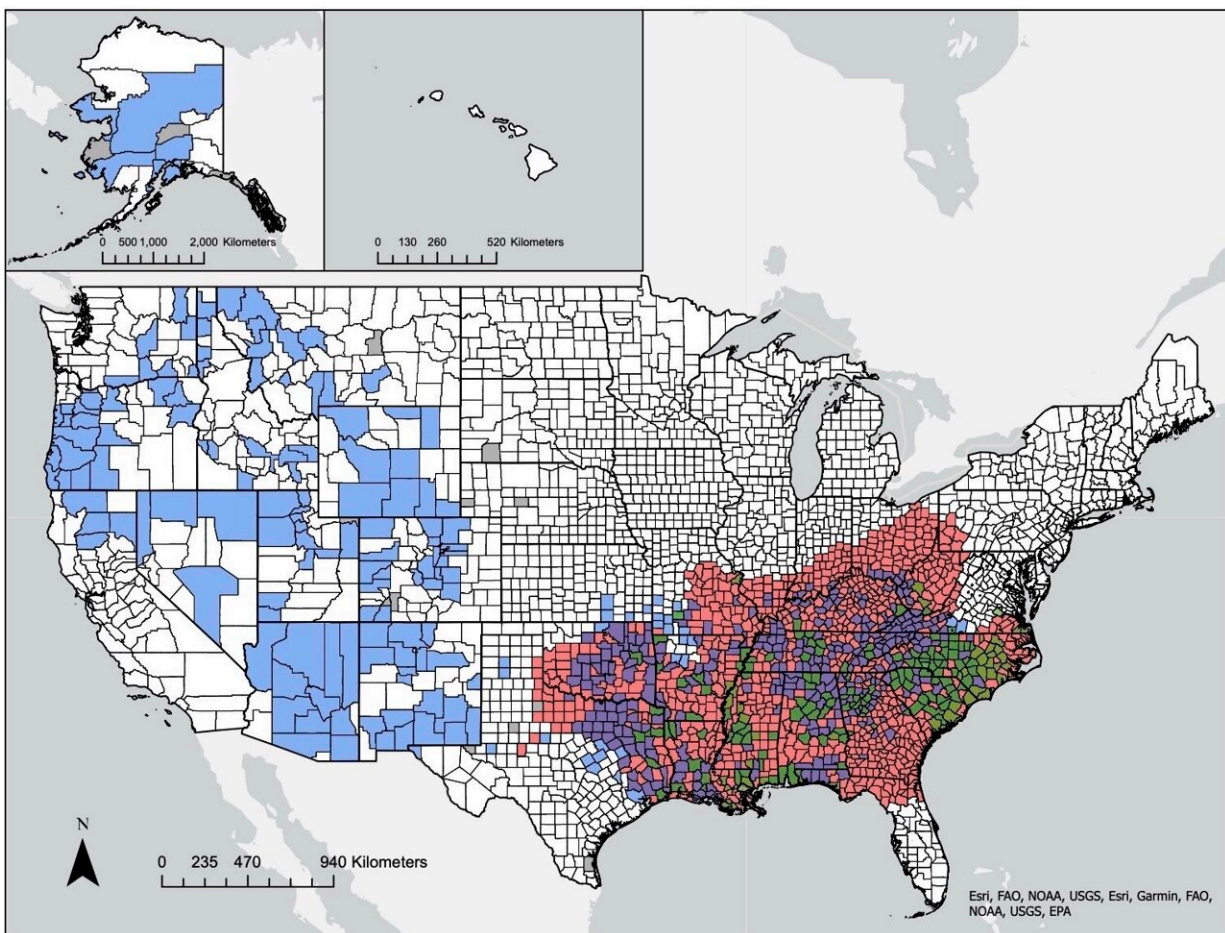 0 500 1,000 2,000 Kilometers
0 130 260 520 Kilometers
N
0 235 470 940 Kilometers
Esri, FAO, NOAA, USGS, Esri, Garmin, FAO,
NOAA, USGS, EPA